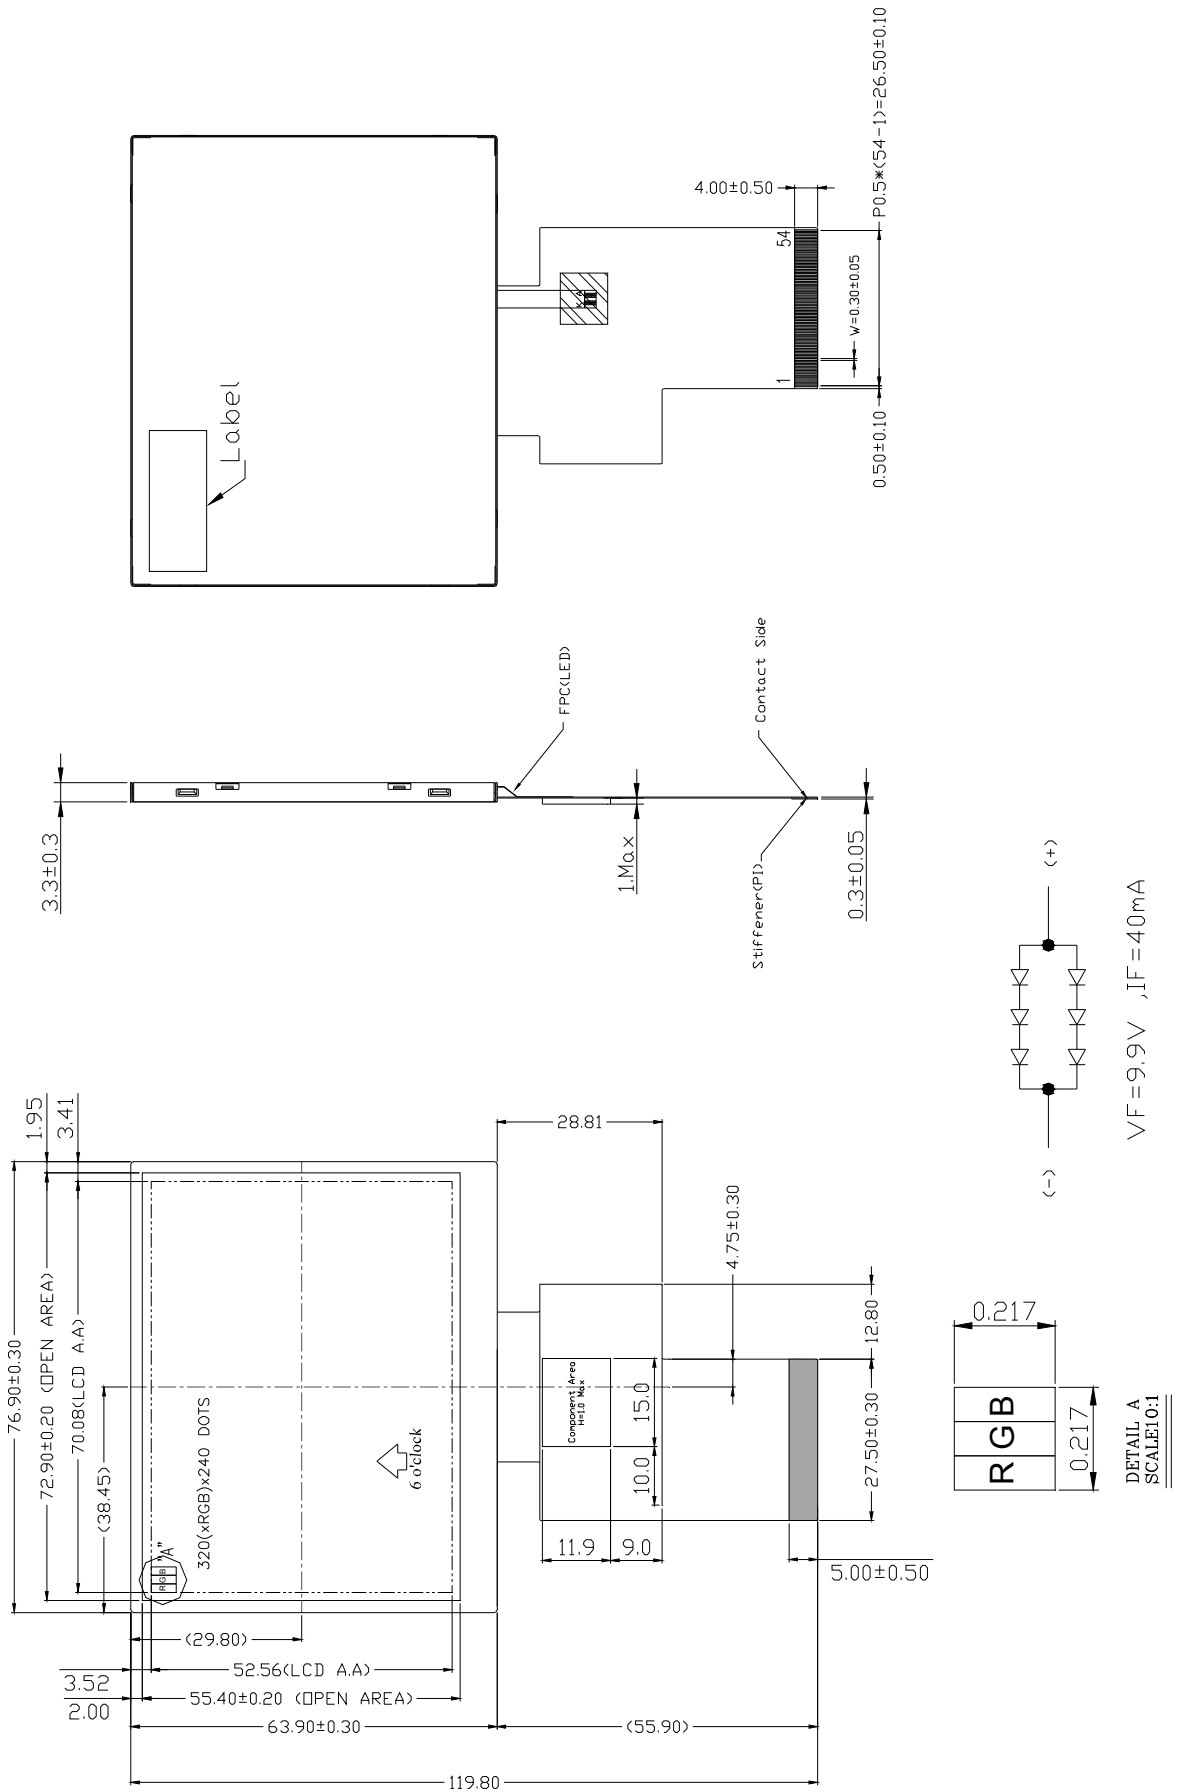 P0.5*(54-1)=26.50±0.10
4.00±0.50
54
W=0.30±0.05
1
0.50±0.10
K A
Label
Contact Side
FPC(LED)
3.3±0.3
1.Max
0.3±0.05
Stiffener(PI)
(+)
(-)
VF=9.9V ,IF=40mA
1.95
3.41
76.90±0.30
72.90±0.20 (OPEN AREA)
70.08(LCD A.A)
(38.45)
28.81
4.75±0.30
12.80
27.50±0.30
Component Area
H=1.0 Max
15.0
10.0
11.9
9.0
5.00±0.50
320(xRGB)x240 DOTS
6 o'clock
"A"
R G B
(29.80)
3.52
52.56(LCD A.A)
2.00
55.40±0.20 (OPEN AREA)
63.90±0.30
(55.90)
119.80
0.217
R G B
0.217
DETAIL A
SCALE10:1